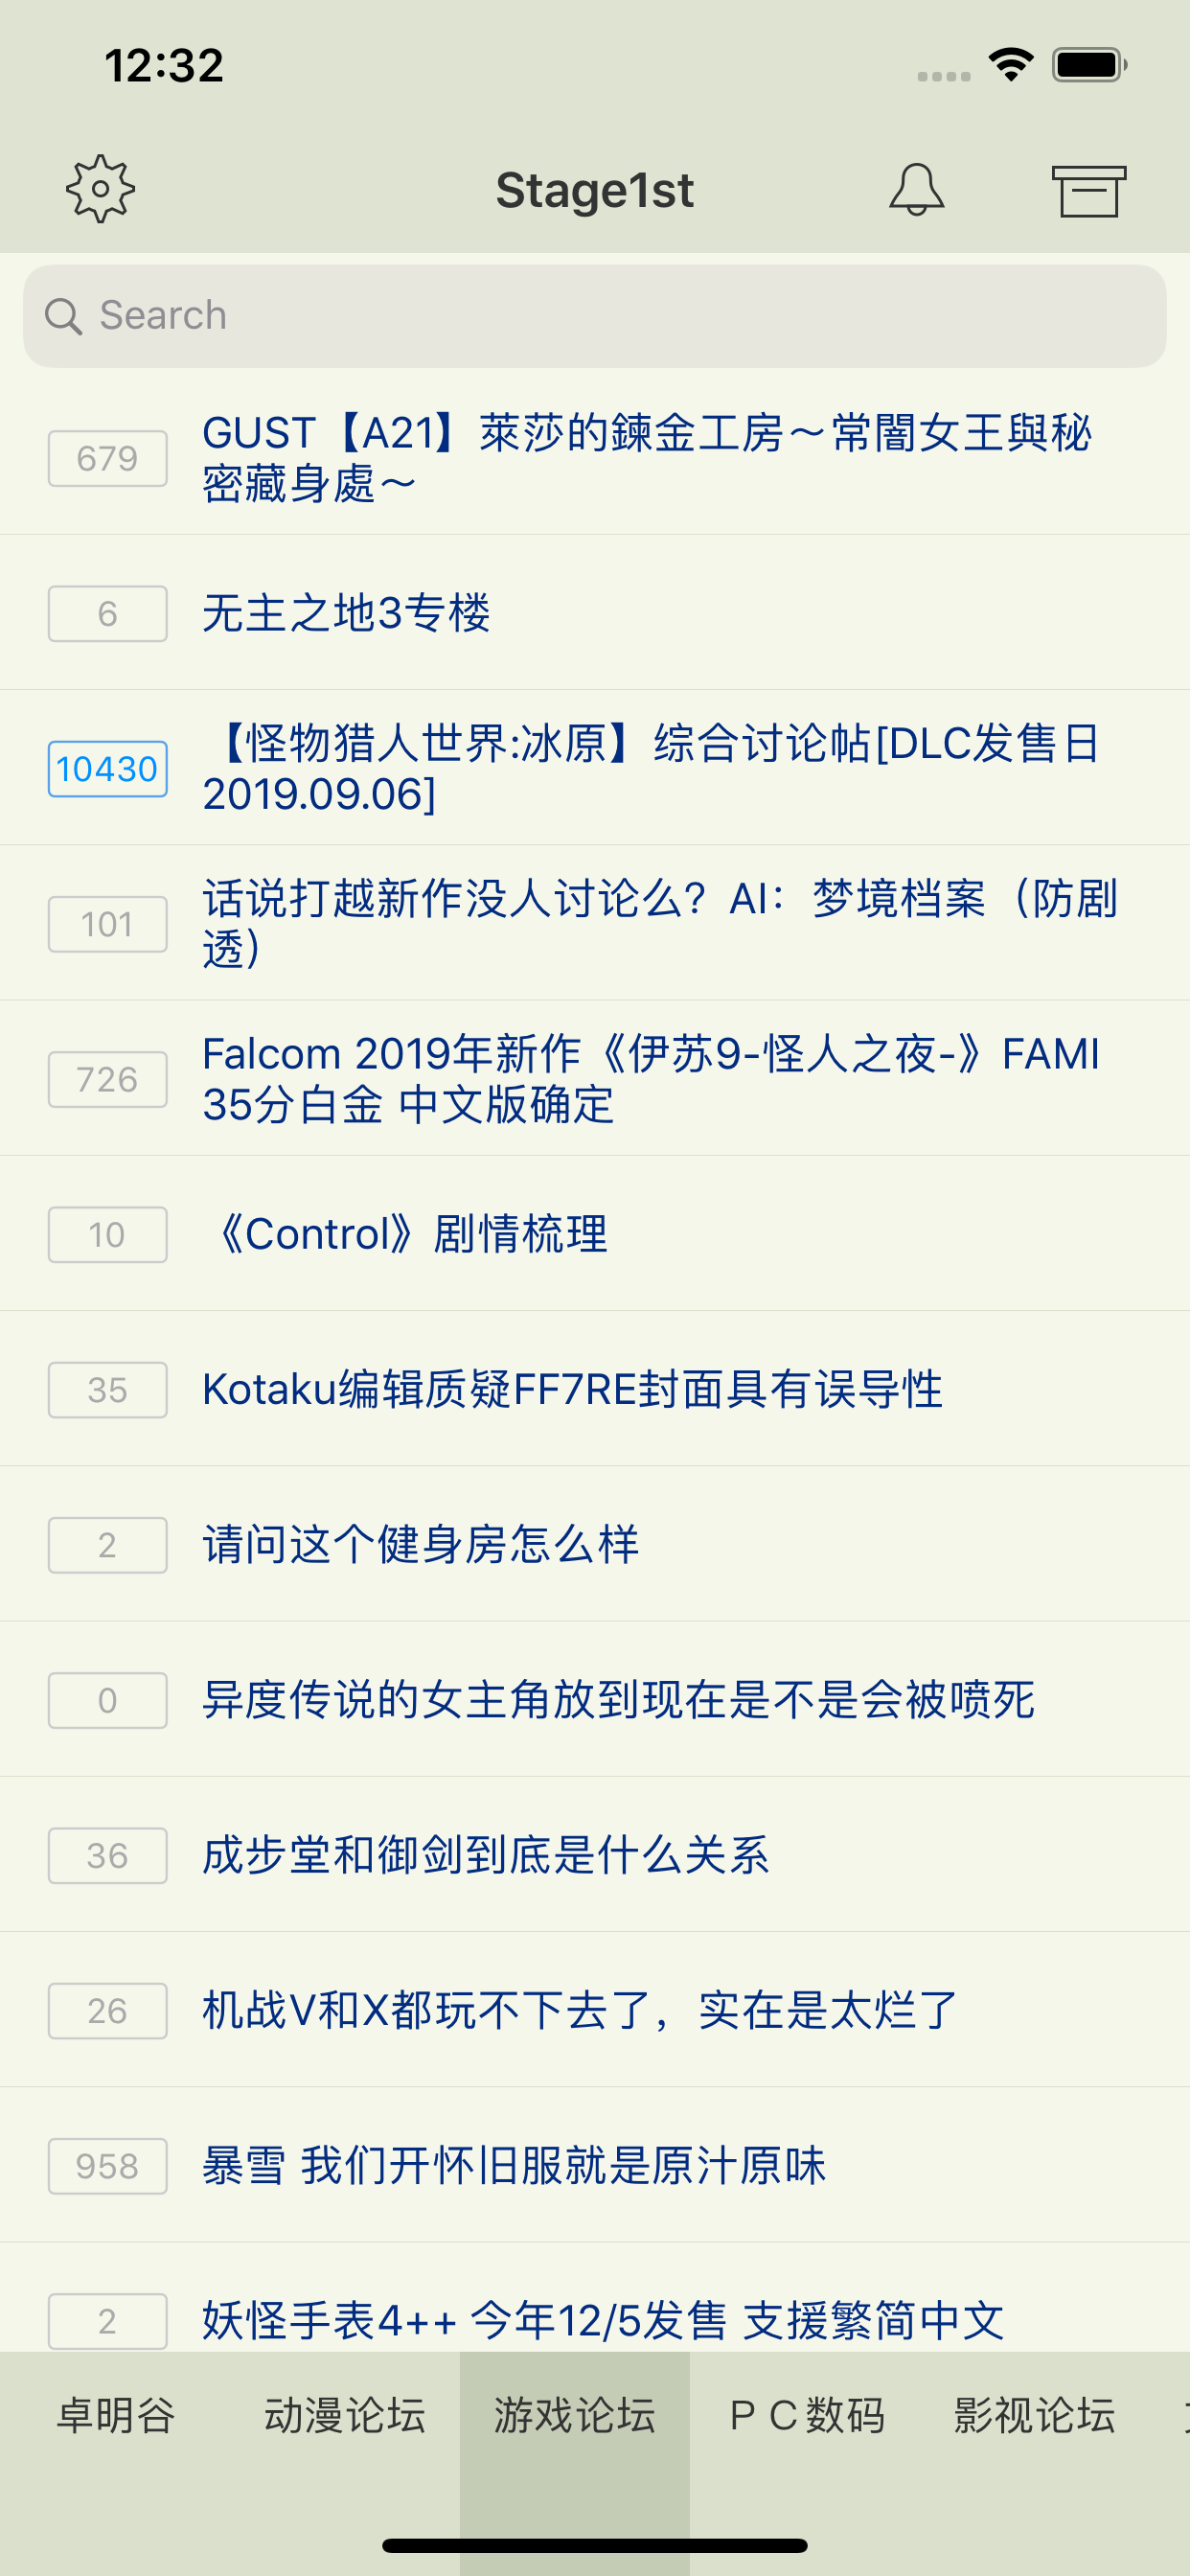 12:32
Stage1st
Search
679
GUST【A21】萊莎的鍊金工房～常闇女王與秘
密藏身處～
6
无主之地3专楼
10430
【怪物猎人世界:冰原】综合讨论帖[DLC发售日
2019.09.06]
101
话说打越新作没人讨论么？AI：梦境档案（防剧
透）
726
Falcom 2019年新作《伊苏9-怪人之夜-》FAMI
35分白金 中文版确定
10
《Control》剧情梳理
35
Kotaku编辑质疑FF7RE封面具有误导性
2
请问这个健身房怎么样
0
异度传说的女主角放到现在是不是会被喷死
36
成步堂和御剑到底是什么关系
26
机战V和X都玩不下去了，实在是太烂了
958
暴雪 我们开怀旧服就是原汁原味
2
妖怪手表4++ 今年12/5发售 支援繁简中文
卓明谷 动漫论坛 游戏论坛 ＰＣ数码 影视论坛